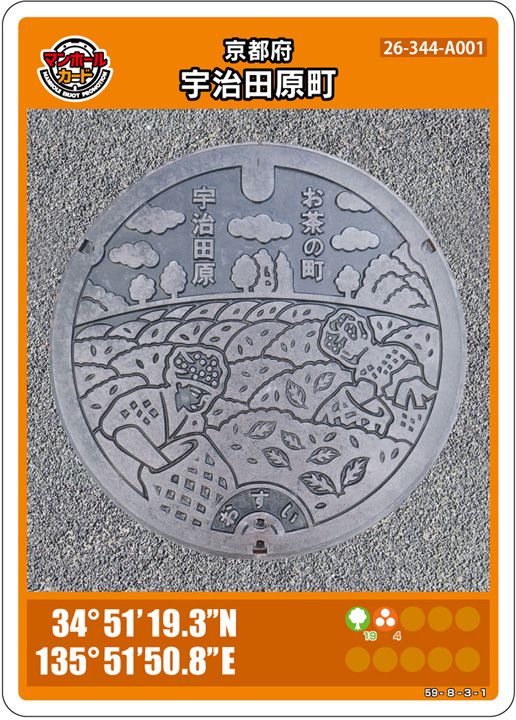 マンホール
カード
MANHOLE ENJOY PROMOTION
京都府
宇治田原町
26-344-A001
お茶の町
宇治田原
おすい
34°51'19.3”N
135°51'50.8”E
19
4
59-8-3-1